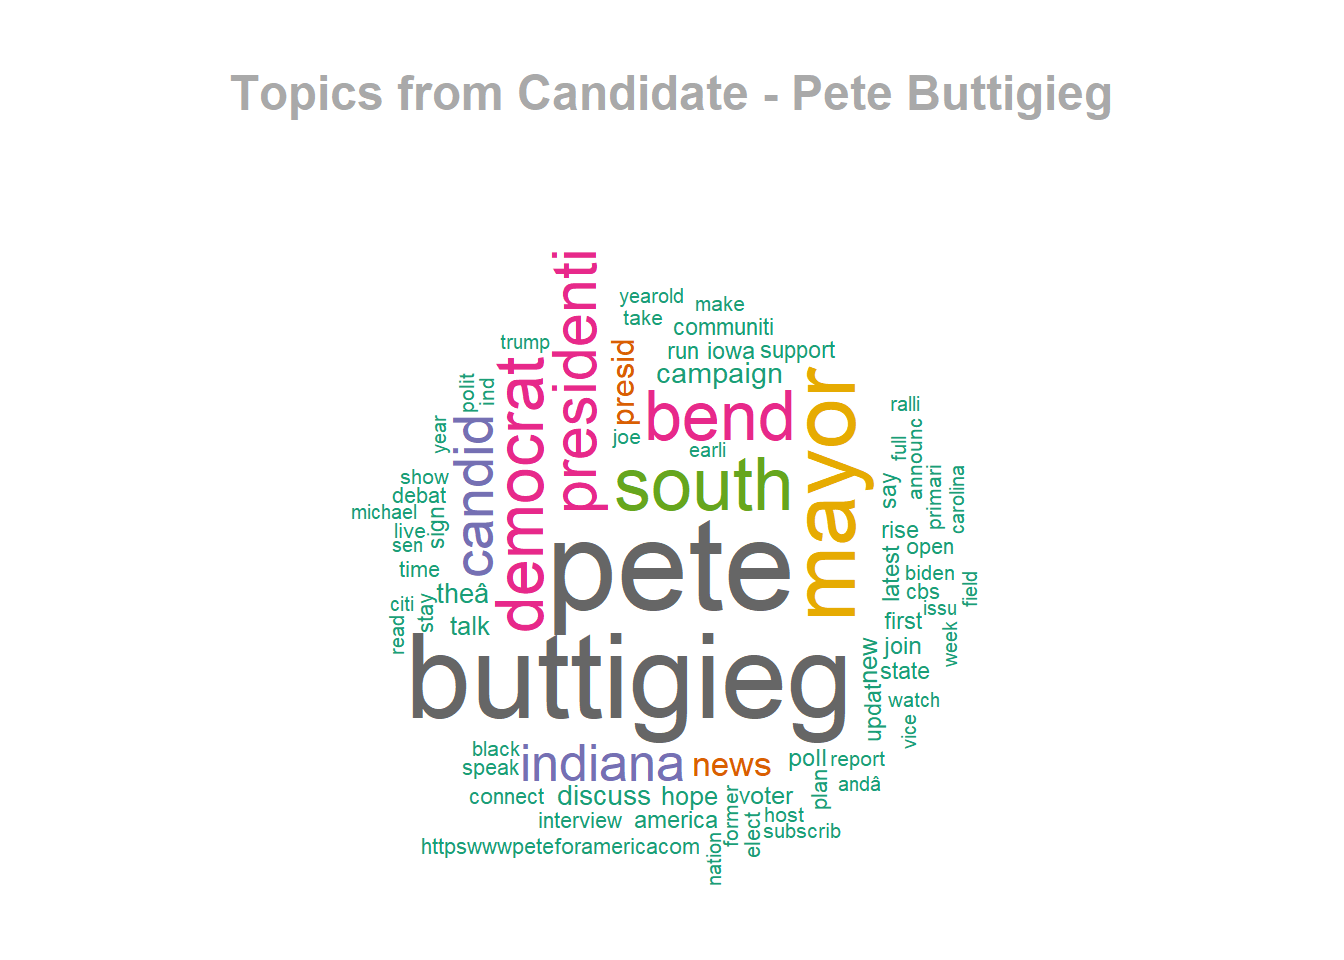 Topics from Candidate - Pete Buttigieg
presidenti
yearold
make
take
communiti
trump
presid
run
iowa
support
democrat
campaign
mayor
polit
ind
bend
candid
joe
earli
ralli
year
full
announc
south
show
debat
say
primari
carolina
michael
sign
live
sen
rise
open
pete
latest
time
biden
cbs
field
theâ
citi
stay
issu
read
talk
first
week
buttigieg
new
join
state
updat
watch
vice
black
indiana
news
poll
report
speak
plan
andâ
connect
discuss
hope
former
voter
interview
america
elect
host
subscrib
httpswwwpeteforamericacom
nation